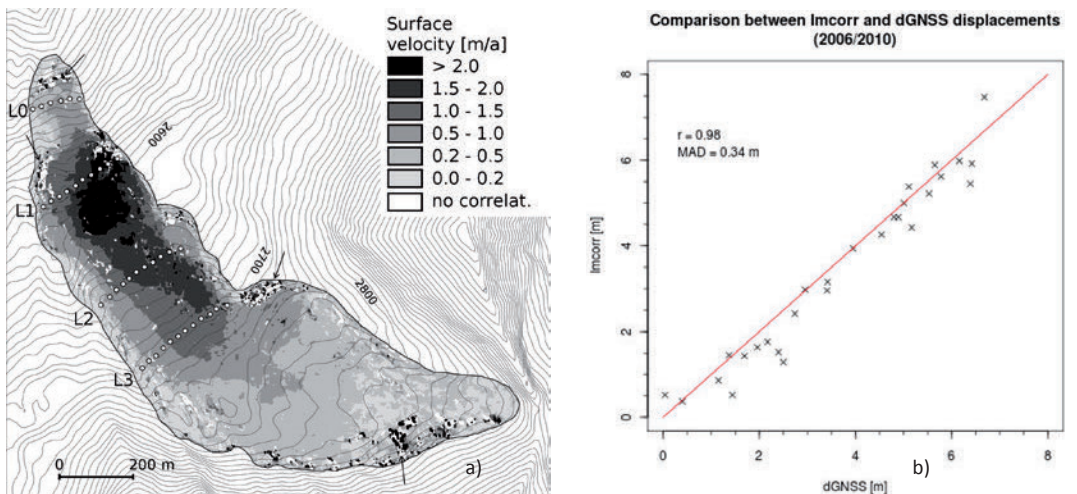 Surface
velocity [m/a]
> 2.0
1.5 - 2.0
1.0 - 1.5
0.5 - 1.0
0.2 - 0.5
0.0 - 0.2
no correlat.
L0
2600
L1
2700
2800
L2
L3
0 200 m
a)
Comparison between Imcorr and dGNSS displacements
(2006/2010)
r = 0.98
MAD = 0.34 m
Imcorr [m]
8
6
4
2
0
0 2 4 6 8
b)
dGNSS [m]